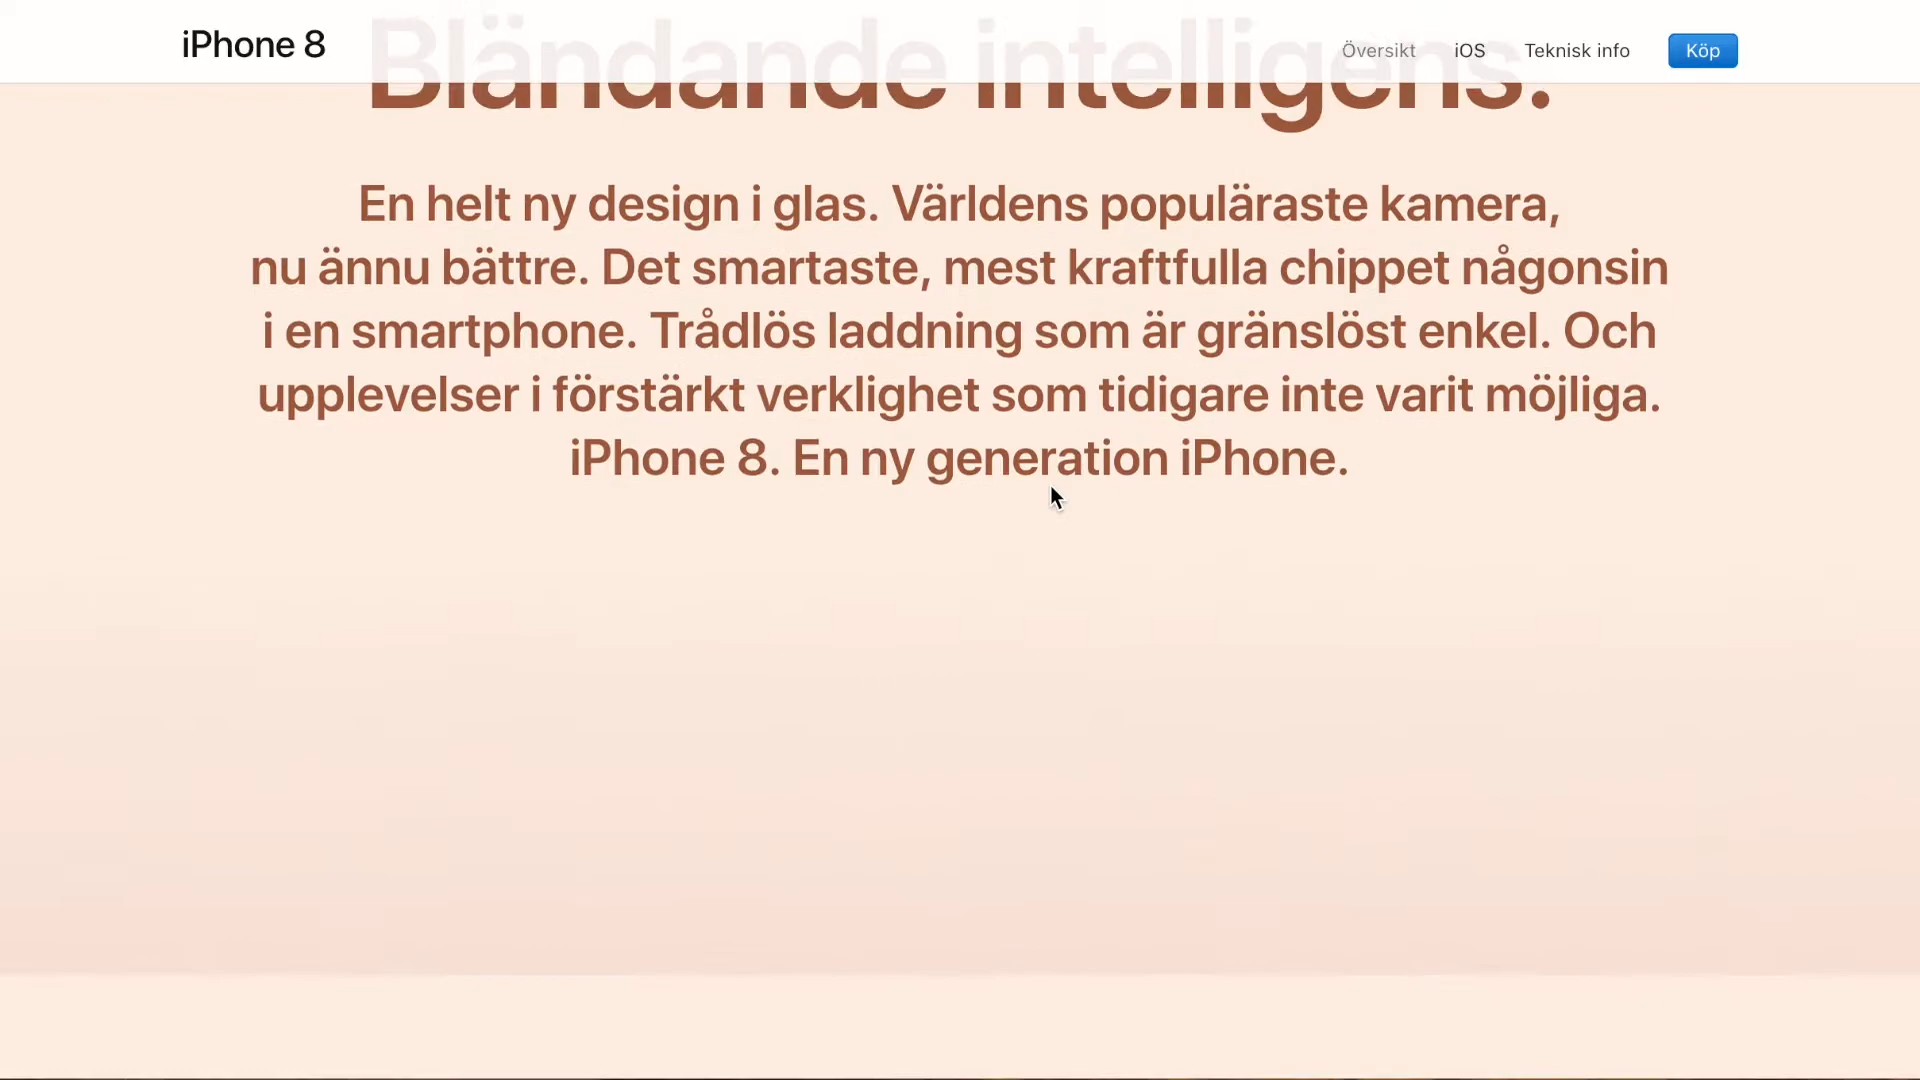 iPhone 8
Översikt
iOS
Teknisk info
Köp
Bländande intelligens.
En helt ny design i glas. Världens populäraste kamera,
nu ännu bättre. Det smartaste, mest kraftfulla chippet någonsin
i en smartphone. Trådlös laddning som är gränslöst enkel. Och
upplevelser i förstärkt verklighet som tidigare inte varit möjliga.
iPhone 8. En ny generation iPhone.